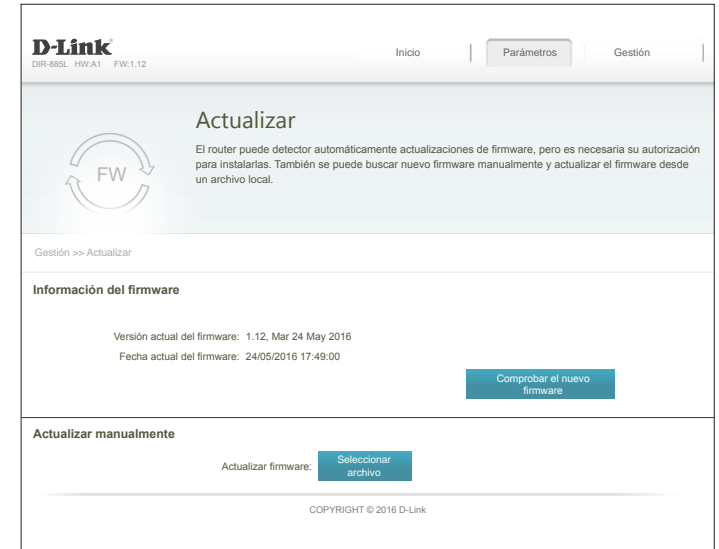 D-Link
DIR-885L HW:A1 FW:1.12
Inicio
Parámetros
Gestión
Actualizar
El router puede detector automáticamente actualizaciones de firmware, pero es necesaria su autorización
para instalarlas. También se puede buscar nuevo firmware manualmente y actualizar el firmware desde
un archivo local.
FW
Gestión >> Actualizar
Información del firmware
Versión actual del firmware: 1.12, Mar 24 May 2016
Fecha actual del firmware: 24/05/2016 17:49:00
Comprobar el nuevo
firmware
Actualizar manualmente
Actualizar firmware:
Seleccionar
archivo
COPYRIGHT © 2016 D-Link